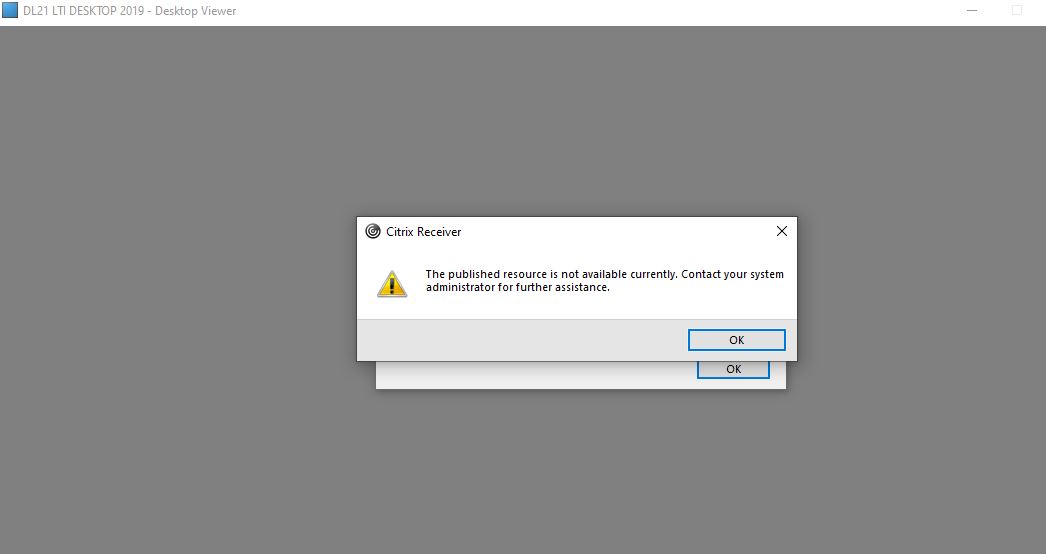 DL21 LTI DESKTOP 2019 - Desktop Viewer
Citrix Receiver
The published resource is not available currently. Contact your system
administrator for further assistance.
OK
OK